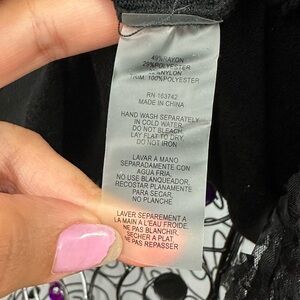 49%RAYON
29%POLYESTER
NYLON
TRIM: 100%POLYESTER
RN 163742
MADE IN CHINA
HAND WASH SEPARATELY
IN COLD WATER.
DO NOT BLEACH.
LAY FLAT TO DRY.
DO NOT IRON
LAVAR A MANO
SEPARADAMENTE CON
AGUA FRIA.
NO USE BLANQUEADOR.
RECOSTAR PLANAMENTE
PARA SECAR.
NO PLANCHE
LAVER SEPAREMENT A
LA MAIN À L'EAU FROIDE.
NE PAS BLANCHIR.
SECHER A PLAT
NE PAS REPASSER